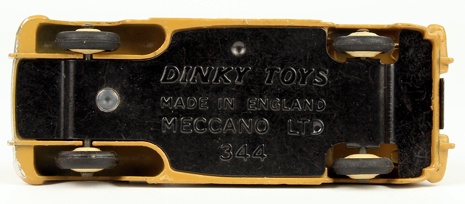 DINKY TOYS
MADE IN ENGLAND
MECCANO LTD
344